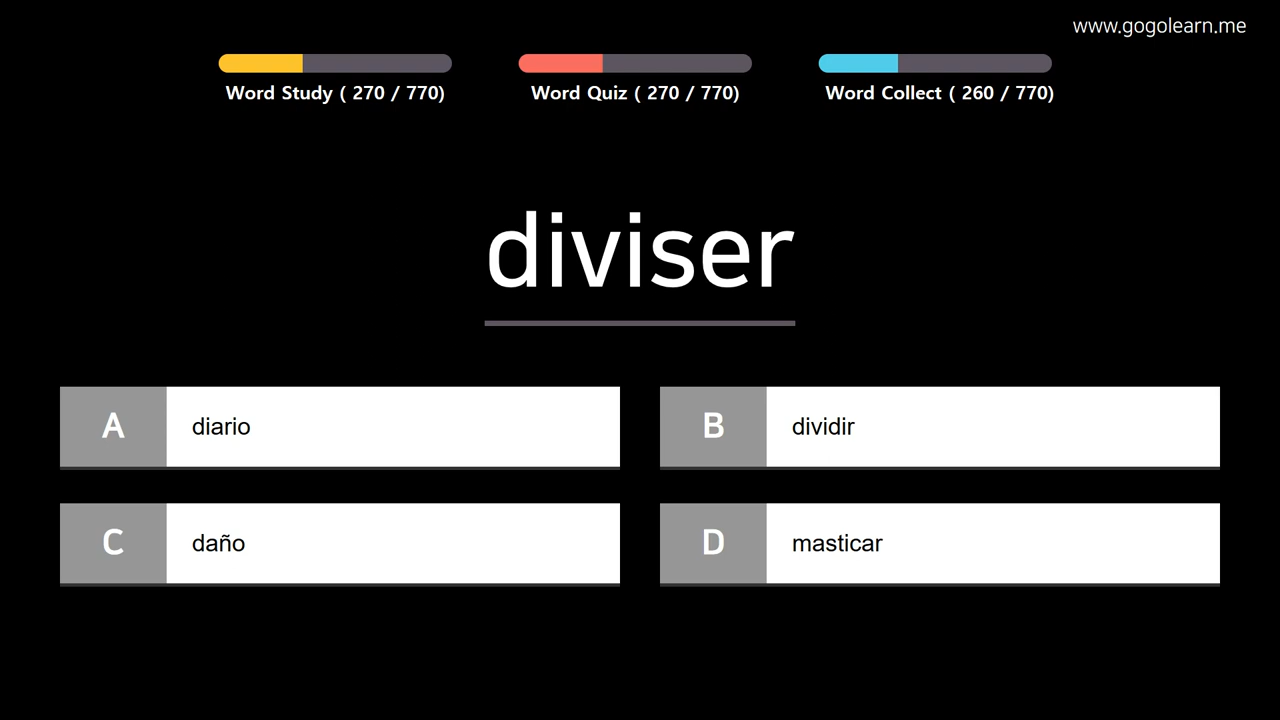 www.gogolearn.me
Word Study ( 270 / 770)
Word Quiz ( 270 / 770)
Word Collect ( 260 / 770)
diviser
A diario
B dividir
C daño
D masticar